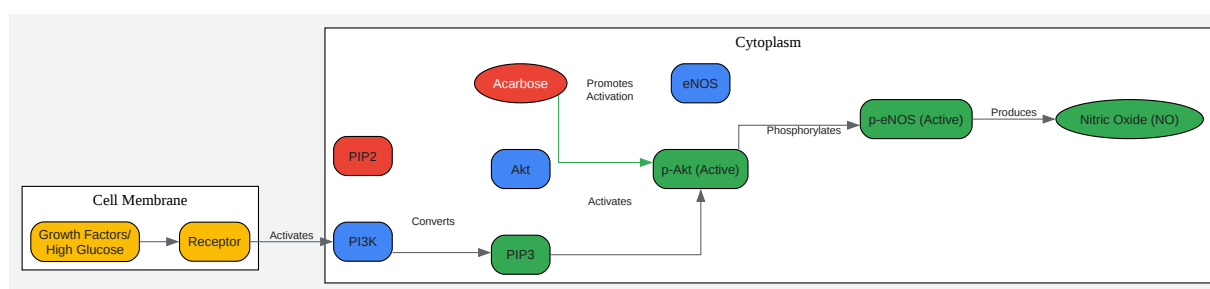 Cytoplasm
Acarbose
Promotes
Activation
eNOS
p-eNOS (Active)
Produces
Nitric Oxide (NO)
Phosphorylates
PIP2
Akt
p-Akt (Active)
Cell Membrane
Growth Factors/
High Glucose
Receptor
Activates
PI3K
Converts
PIP3
Activates